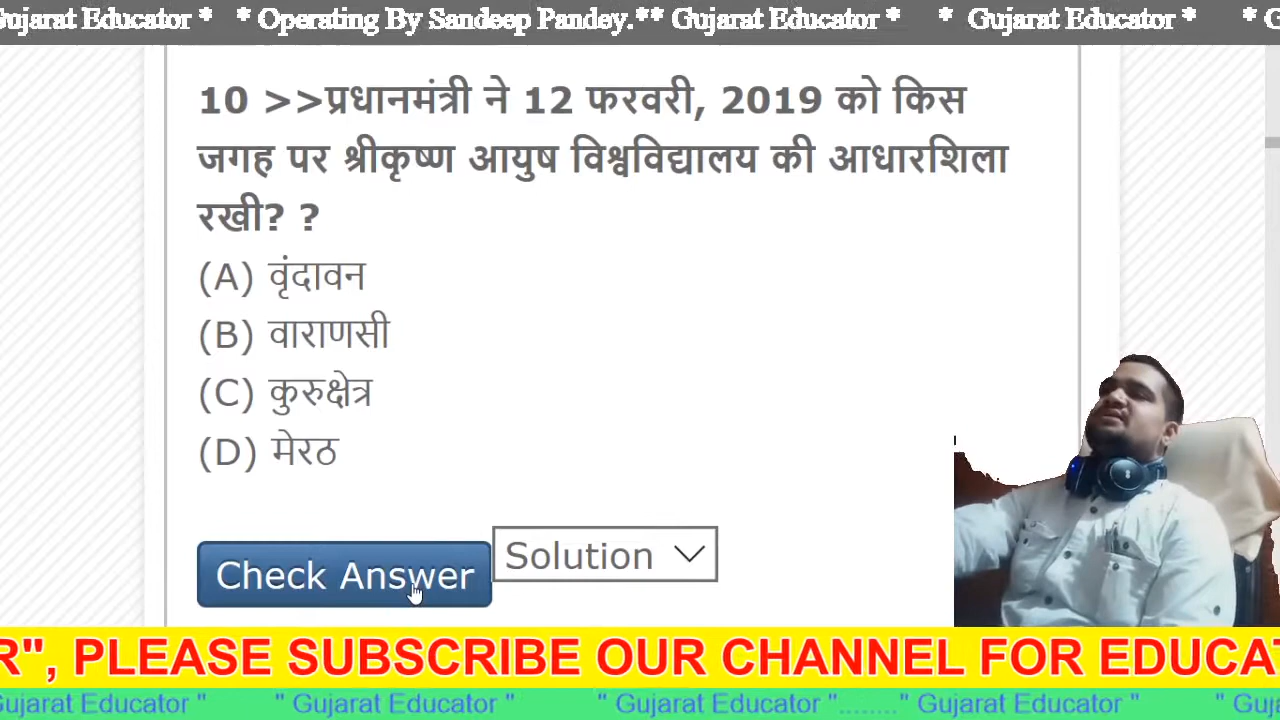 Gujarat Educator *   * Operating By Sandeep Pandey.** Gujarat Educator *   * Gujarat Educator *   * G
10 >>प्रधानमंत्री ने 12 फरवरी, 2019 को किस
जगह पर श्रीकृष्ण आयुष विश्वविद्यालय की आधारशिला
रखी? ?
(A) वृंदावन
(B) वाराणसी
(C) कुरुक्षेत्र
(D) मेरठ
Check Answer Solution
R", PLEASE SUBSCRIBE OUR CHANNEL FOR EDUCA
Gujarat Educator "   " Gujarat Educator "   " Gujarat Educator "........" Gujarat Educator "   " Guj